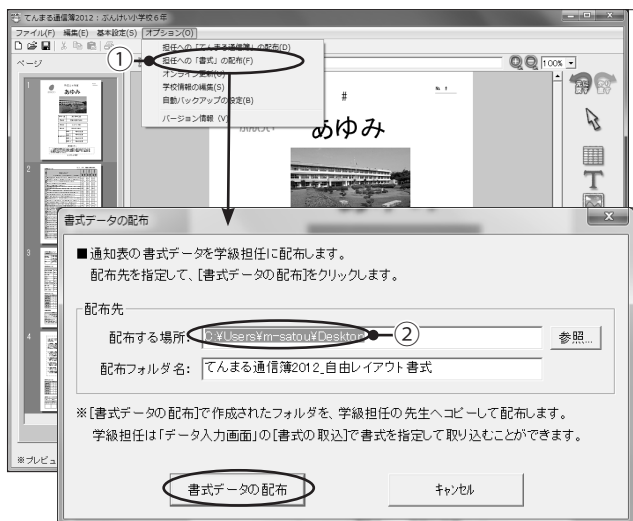 てんまる通信簿2012：ぶんけい小学校６年
ファイル(F) 編集(E) 基本設定(S) オプション(O)
担任への「てんまる通信簿」の配布(D)
① 担任への「書式」の配布(F)
オンライン更新(U)
学校情報の編集(S)
自動バックアップの設定(B)
バージョン情報 (V)
ページ
100%
1
あゆみ
2
3
4
#
あゆみ
T
※プレビュ
書式データの配布
■通知表の書式データを学級担任に配布します。
配布先を指定して、[書式データの配布]をクリックします。
配布先
配布する場所: C:¥Users¥m-satou¥Desktop ② 参照...
配布フォルダ名: てんまる通信簿2012_自由レイアウト書式
※[書式データの配布]で作成されたフォルダを、学級担任の先生へコピーして配布します。
学級担任は「データ入力画面」の[書式の取込]で書式を指定して取り込むことができます。
書式データの配布 キャンセル